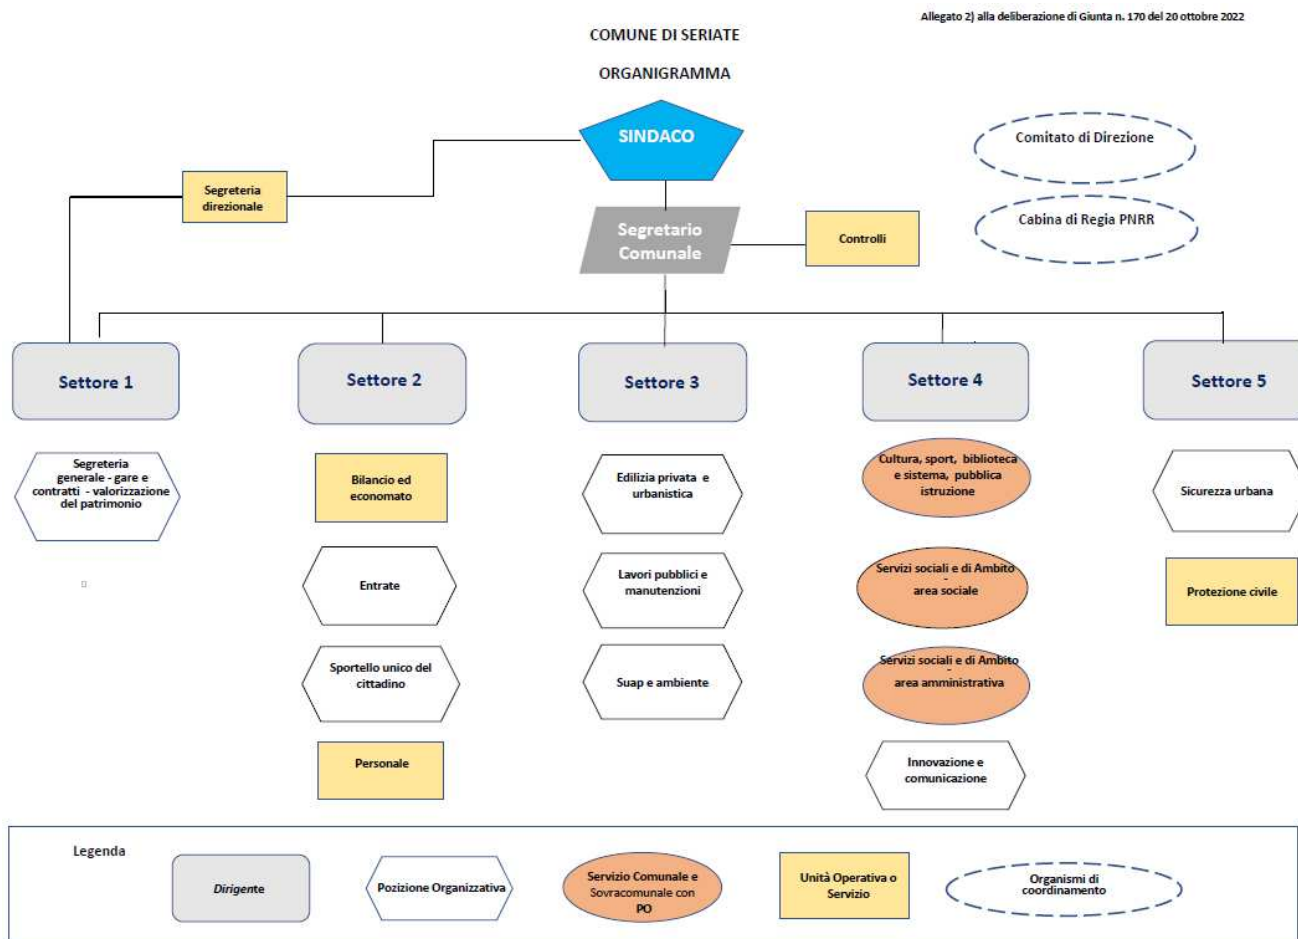 Allegato 2) alla deliberazione di Giunta n. 170 del 20 ottobre 2022
COMUNE DI SERIATE
ORGANIGRAMMA
SINDACO
Comitato di Direzione
Segreteria
direzionale
Cabina di Regia PNRR
Segretario
Comunale
Controlli
Settore 1
Settore 2
Settore 3
Settore 4
Settore 5
Segreteria
generale - gare e
contratti - valorizzazione
del patrimonio
Bilancio ed
economato
Entrate
Sportello unico del
cittadino
Personale
Edilizia privata e
urbanistica
Lavori pubblici e
manutenzioni
Suap e ambiente
Cultura, sport, biblioteca
e sistema, pubblica
istruzione
Servizi sociali e di Ambito
-
area sociale
Servizi sociali e di Ambito
-
area amministrativa
Innovazione e
comunicazione
Sicurezza urbana
Protezione civile
Legenda
Dirigente
Pozione Organizzativa
Servizio Comunale e
Sovracomunale con
PO
Unità Operativa o
Servizio
Organismi di
coordinamento